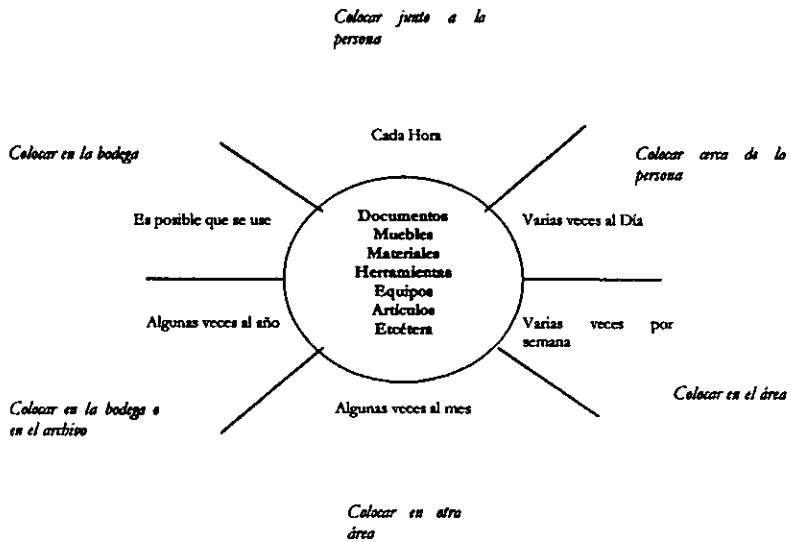 Colocar junto a la
persona
Cada Hora
Colocar en la bodega
Colocar cerca de la
persona
Es posible que se use
Documentos
Muebles
Materiales
Herramientas
Equipos
Artículos
Etcétera
Varias veces al Día
Algunas veces al año
Varias veces por
semana
Colocar en la bodega o
en el archivo
Algunas veces al mes
Colocar en el área
Colocar en otra
área